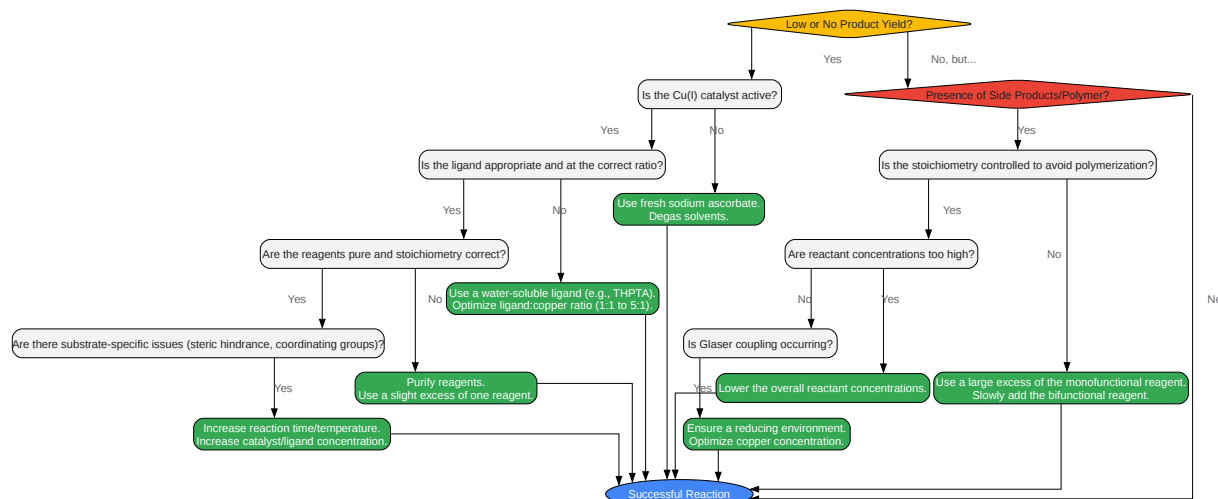 Low or No Product Yield?
Yes
No, but...
Is the Cu(I) catalyst active?
Presence of Side Products/Polymer?
Yes
No
Yes
Is the ligand appropriate and at the correct ratio?
Is the stoichiometry controlled to avoid polymerization?
Use fresh sodium ascorbate.
Degas solvents.
Yes
No
Yes
Are the reagents pure and stoichiometry correct?
Are reactant concentrations too high?
No
Yes
No
Use a water-soluble ligand (e.g., THPTA).
Optimize ligand:copper ratio (1:1 to 5:1).
No
Yes
No
Are there substrate-specific issues (steric hindrance, coordinating groups)?
Is Glaser coupling occurring?
Yes
Purify reagents.
Use a slight excess of one reagent.
Yes
Lower the overall reactant concentrations.
Use a large excess of the monofunctional reagent.
Slowly add the bifunctional reagent.
Increase reaction time/temperature.
Increase catalyst/ligand concentration.
Ensure a reducing environment.
Optimize copper concentration.
Successful Reaction